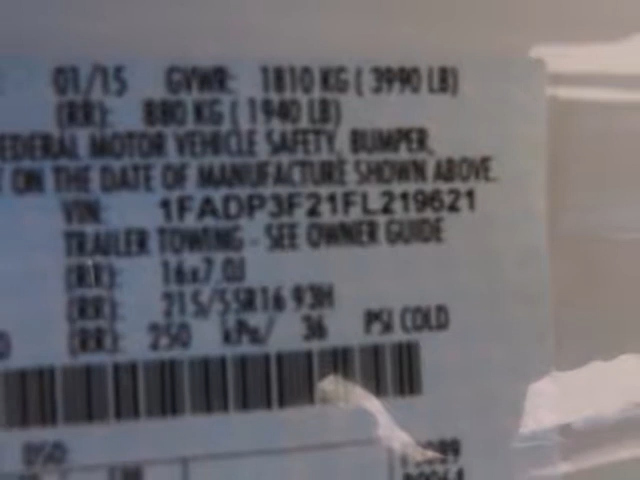 01/15 GVWR: 1810 KG ( 3990 LB)
(RR): 880 KG ( 1940 LB)
FEDERAL MOTOR VEHICLE SAFETY, BUMPER,
T ON THE DATE OF MANUFACTURE SHOWN ABOVE.
VIN: 1FADP3F21FL219621
TRAILER TOWING - SEE OWNER GUIDE
(RR): 16x7.0J
(RR): 215/55R16 93H
(RR): 250 kPa/ 36 PSI COLD
DSO